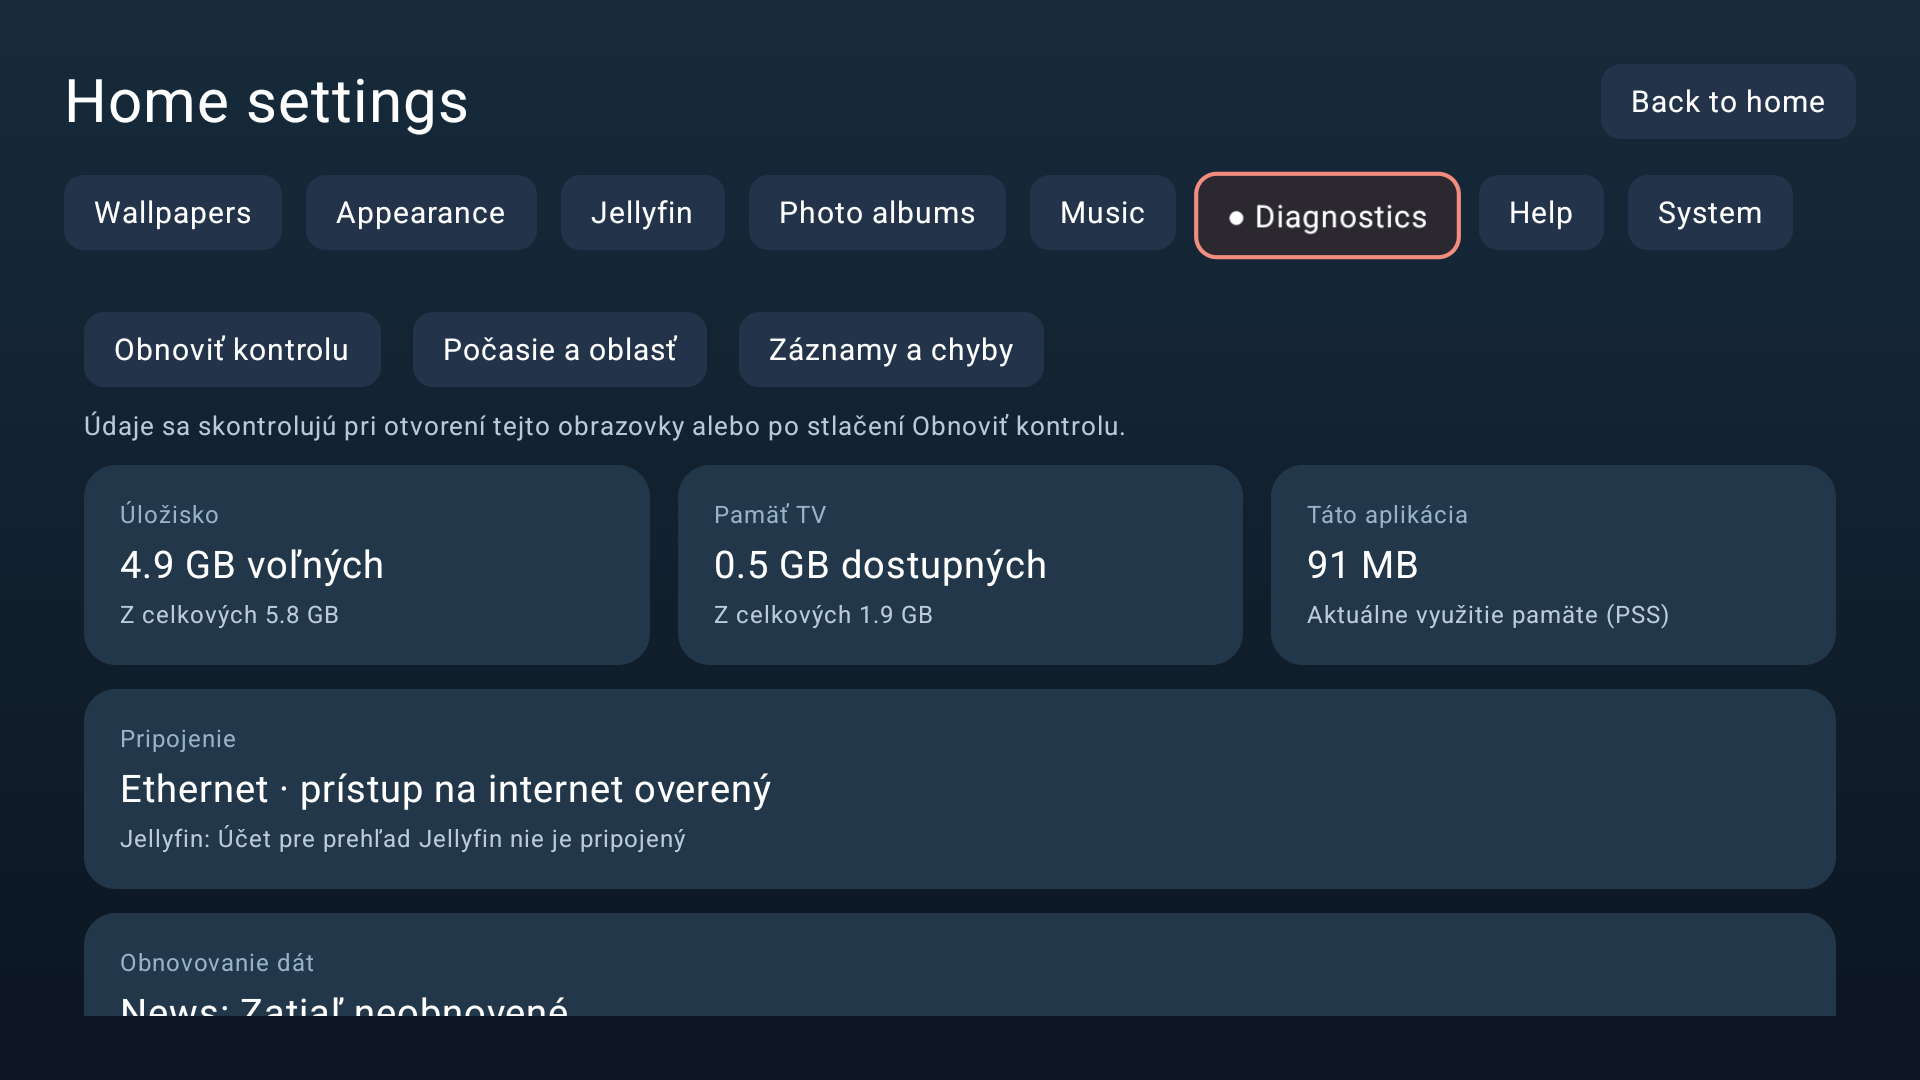 Home settings
Back to home
Wallpapers
Appearance
Jellyfin
Photo albums
Music
● Diagnostics
Help
System
Obnoviť kontrolu
Počasie a oblasť
Záznamy a chyby
Údaje sa skontrolujú pri otvorení tejto obrazovky alebo po stlačení Obnoviť kontrolu.
Úložisko
4.9 GB voľných
Z celkových 5.8 GB
Pamäť TV
0.5 GB dostupných
Z celkových 1.9 GB
Táto aplikácia
91 MB
Aktuálne využitie pamäte (PSS)
Pripojenie
Ethernet · prístup na internet overený
Jellyfin: Účet pre prehľad Jellyfin nie je pripojený
Obnovovanie dát
News: Zatiaľ neobnovené